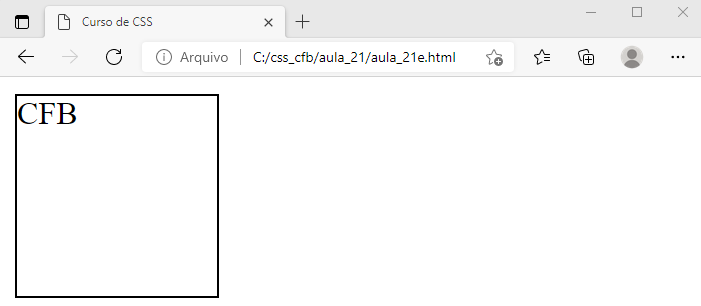 Curso de CSS
Arquivo C:/css_cfb/aula_21/aula_21e.html
CFB